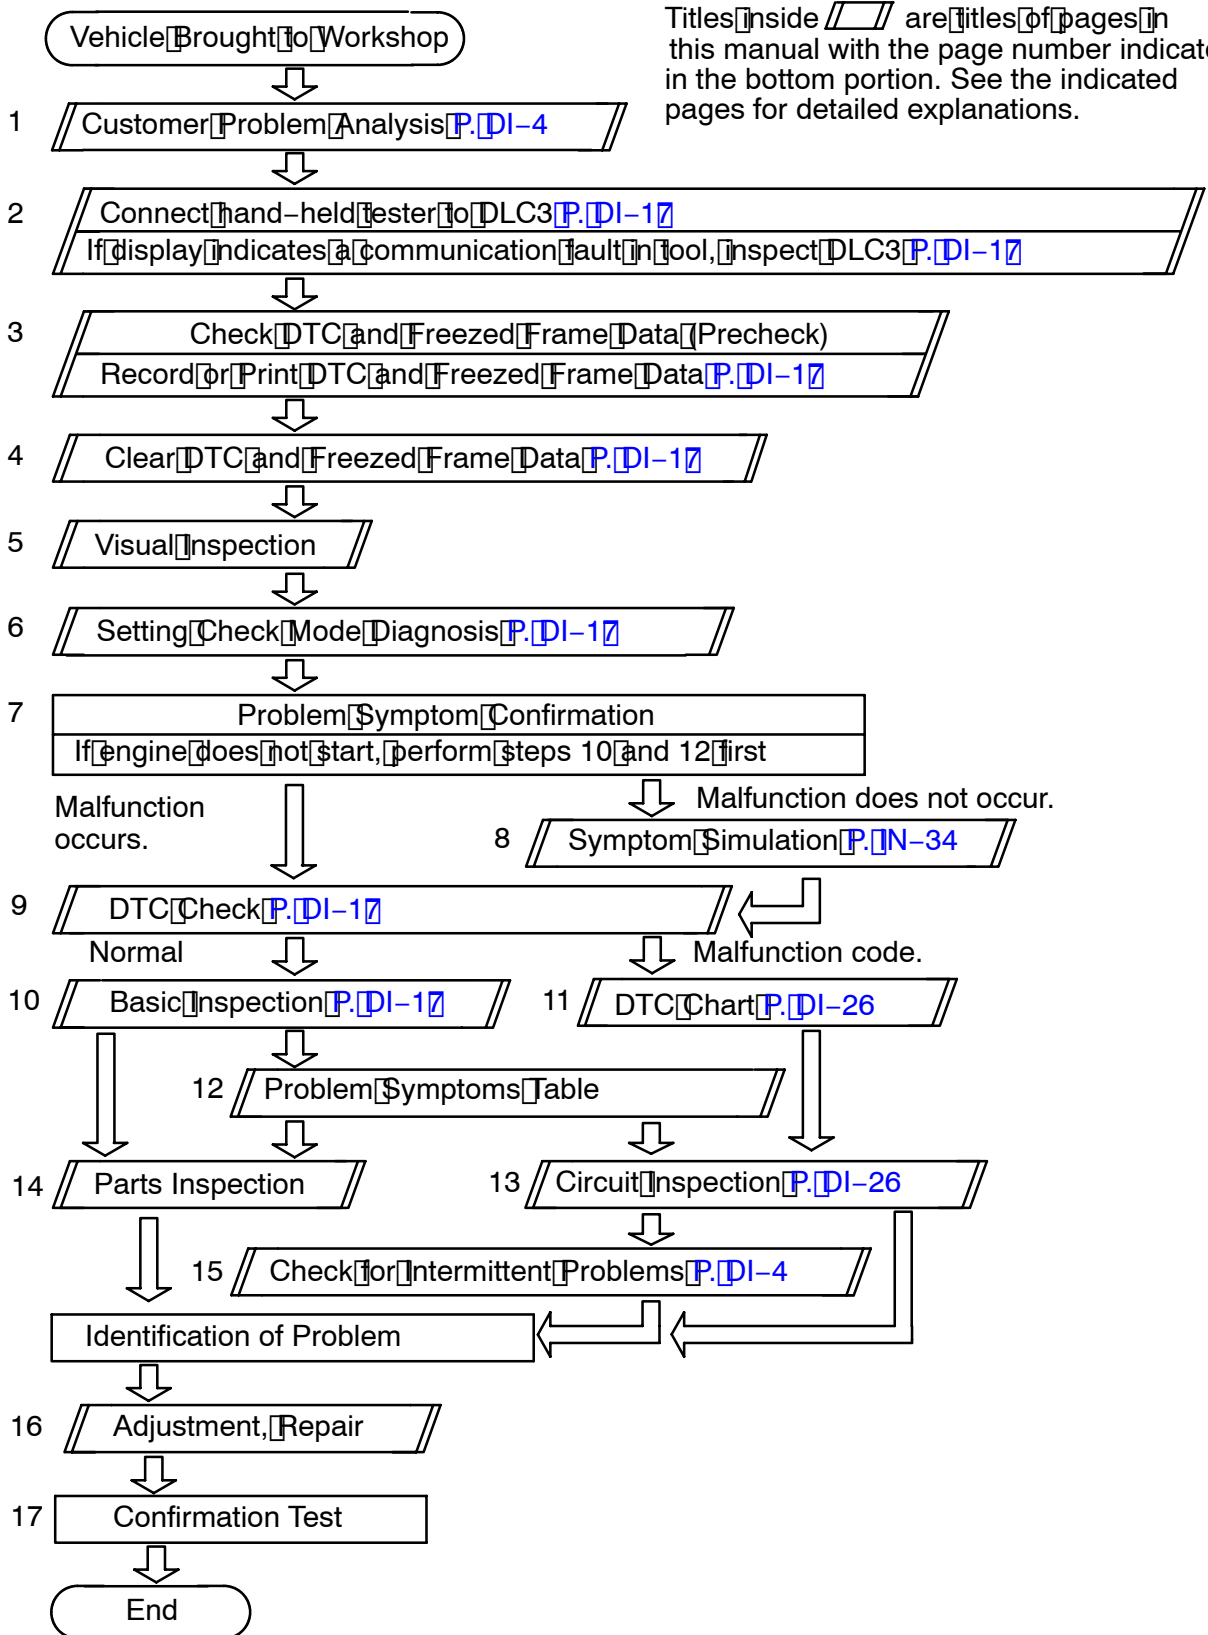 Vehicle Brought to Workshop
Titles inside are titles of pages in
this manual with the page number indicate
in the bottom portion. See the indicated
pages for detailed explanations.
1 Customer Problem Analysis P. DI–4
2 Connect hand–held tester to DLC3 P. DI–17
If display indicates a communication fault in tool, inspect DLC3 P. DI–17
3 Check DTC and Freezed Frame Data (Precheck)
Record or Print DTC and Freezed Frame Data P. DI–17
4 Clear DTC and Freezed Frame Data P. DI–17
5 Visual Inspection
6 Setting Check Mode Diagnosis P. DI–17
7 Problem Symptom Confirmation
If engine does not start, perform steps 10 and 12 first
Malfunction
occurs.
Malfunction does not occur.
8 Symptom Simulation P. IN–34
9 DTC Check P. DI–17
Normal
Malfunction code.
10 Basic Inspection P. DI–17
11 DTC Chart P. DI–26
12 Problem Symptoms Table
14 Parts Inspection
13 Circuit Inspection P. DI–26
15 Check for Intermittent Problems P. DI–4
Identification of Problem
16 Adjustment, Repair
17 Confirmation Test
End